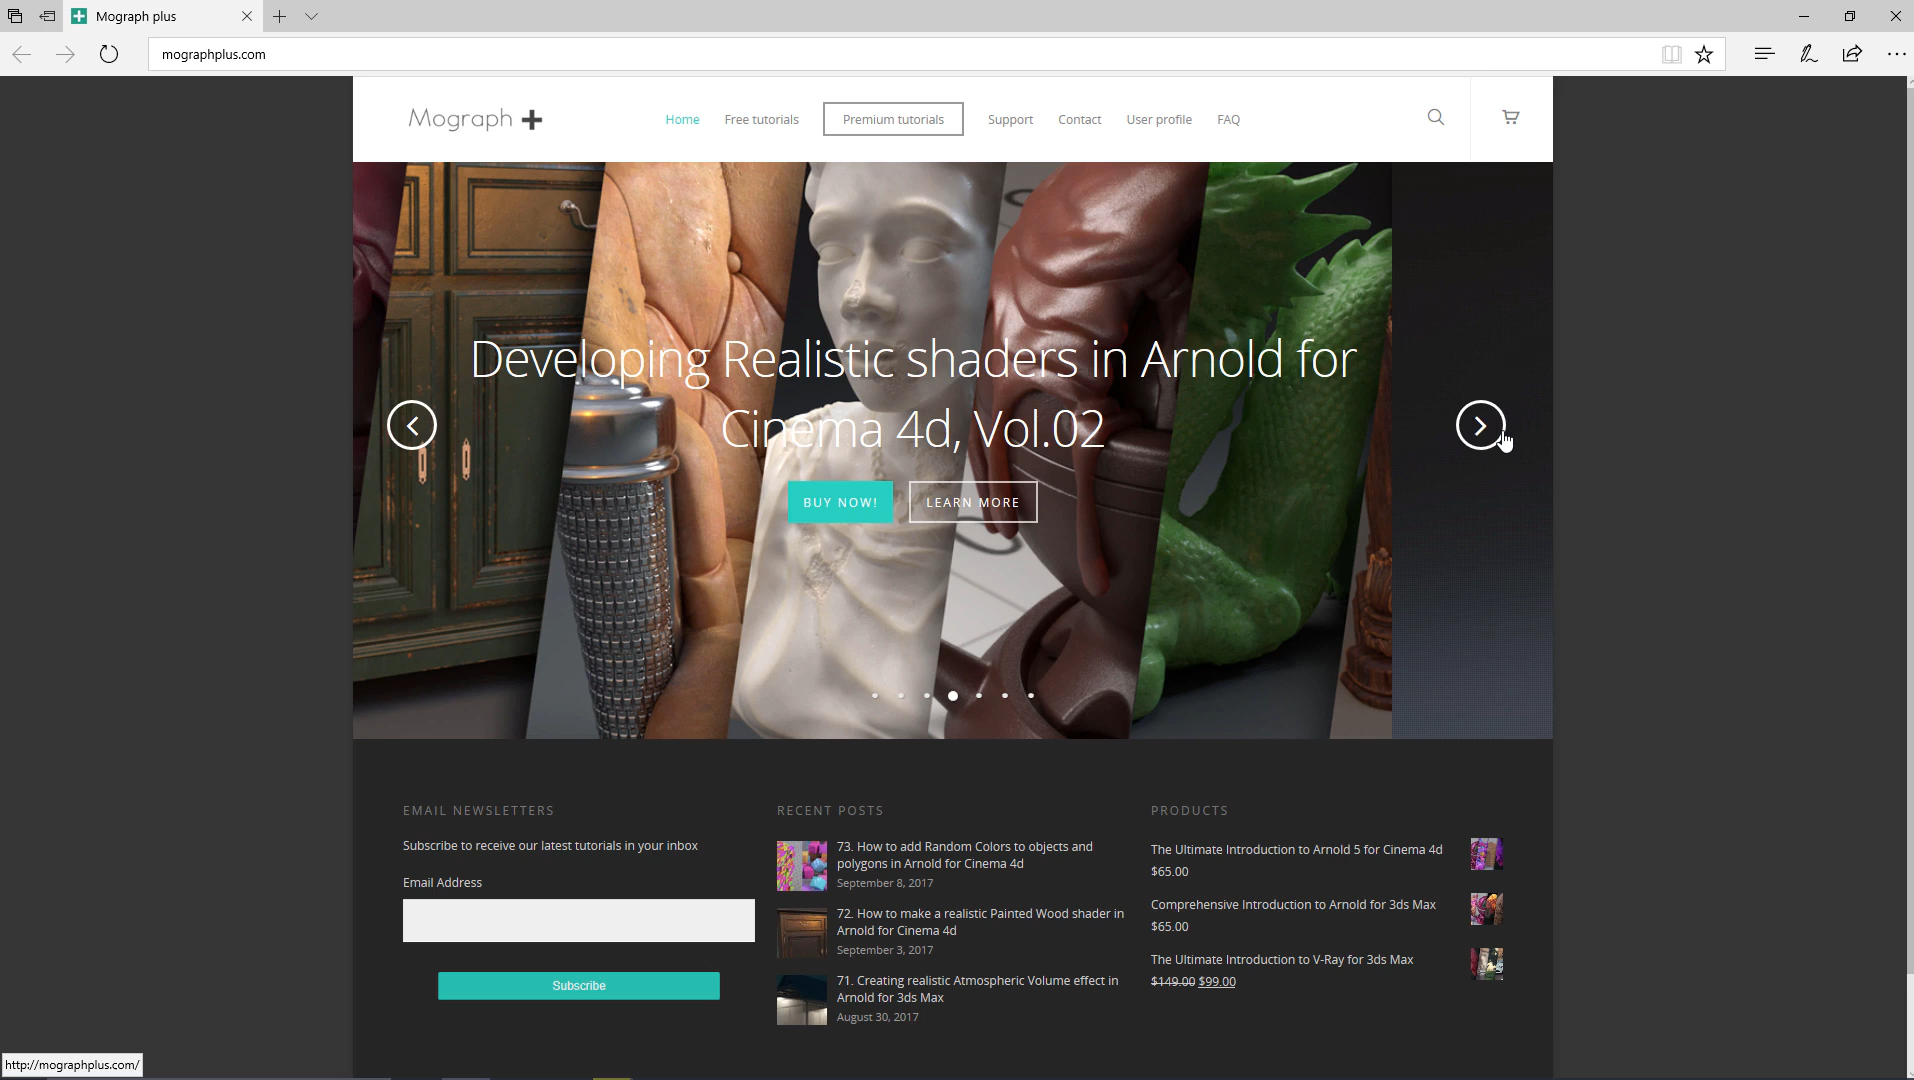 Mograph plus
mographplus.com
Mograph
Home
Free tutorials
Premium tutorials
Support
Contact
User profile
FAQ
Developing Realistic shaders in Arnold for
Cinema 4d, Vol.02
BUY NOW!
LEARN MORE
EMAIL NEWSLETTERS
Subscribe to receive our latest tutorials in your inbox
Email Address
Subscribe
RECENT POSTS
73. How to add Random Colors to objects and
polygons in Arnold for Cinema 4d
September 8, 2017
72. How to make a realistic Painted Wood shader in
Arnold for Cinema 4d
September 3, 2017
71. Creating realistic Atmospheric Volume effect in
Arnold for 3ds Max
August 30, 2017
PRODUCTS
The Ultimate Introduction to Arnold 5 for Cinema 4d
$65.00
Comprehensive Introduction to Arnold for 3ds Max
$65.00
The Ultimate Introduction to V-Ray for 3ds Max
$149.00 $99.00
http://mographplus.com/